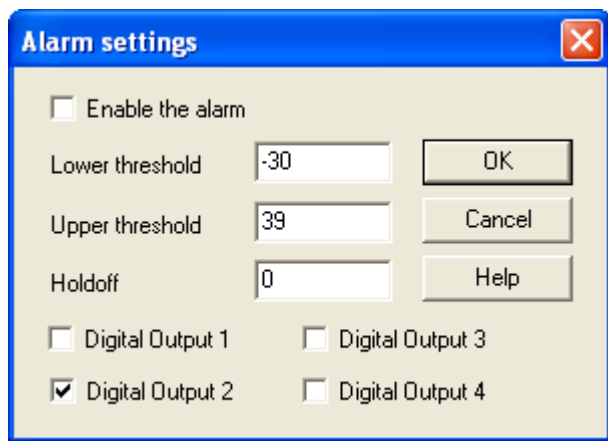 Alarm settings
Enable the alarm
Lower threshold -30 OK
Upper threshold 39 Cancel
Holdoff 0 Help
Digital Output 1 Digital Output 3
Digital Output 2 Digital Output 4